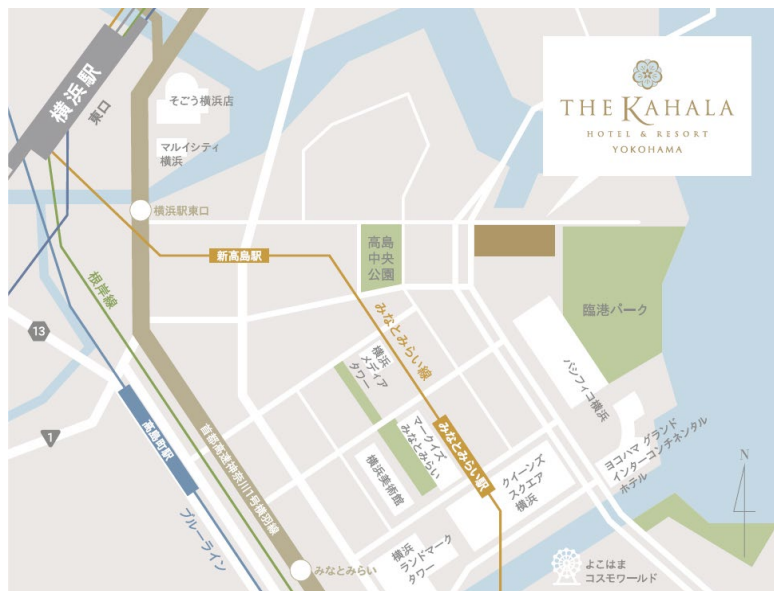 横浜駅
東口
そごう横浜店
マルイシティ
横浜
THE KAHALA
HOTEL & RESORT
YOKOHAMA
横浜駅東口
新高島駅
高島
中央
公園
根岸線
臨港パーク
13
みなとみらい線
横浜
メディア
タワー
パシフィコ横浜
1
高島町駅
首都高速神奈川1号横羽線
マークイズ
みなとみらい
みなとみらい駅
横浜美術館
クイーンズ
スクエア
横浜
ヨコハマ グランド
インターコンチネンタル
ホテル
N
ブルーライン
みなとみらい
横浜
ランドマーク
タワー
よこはま
コスモワールド